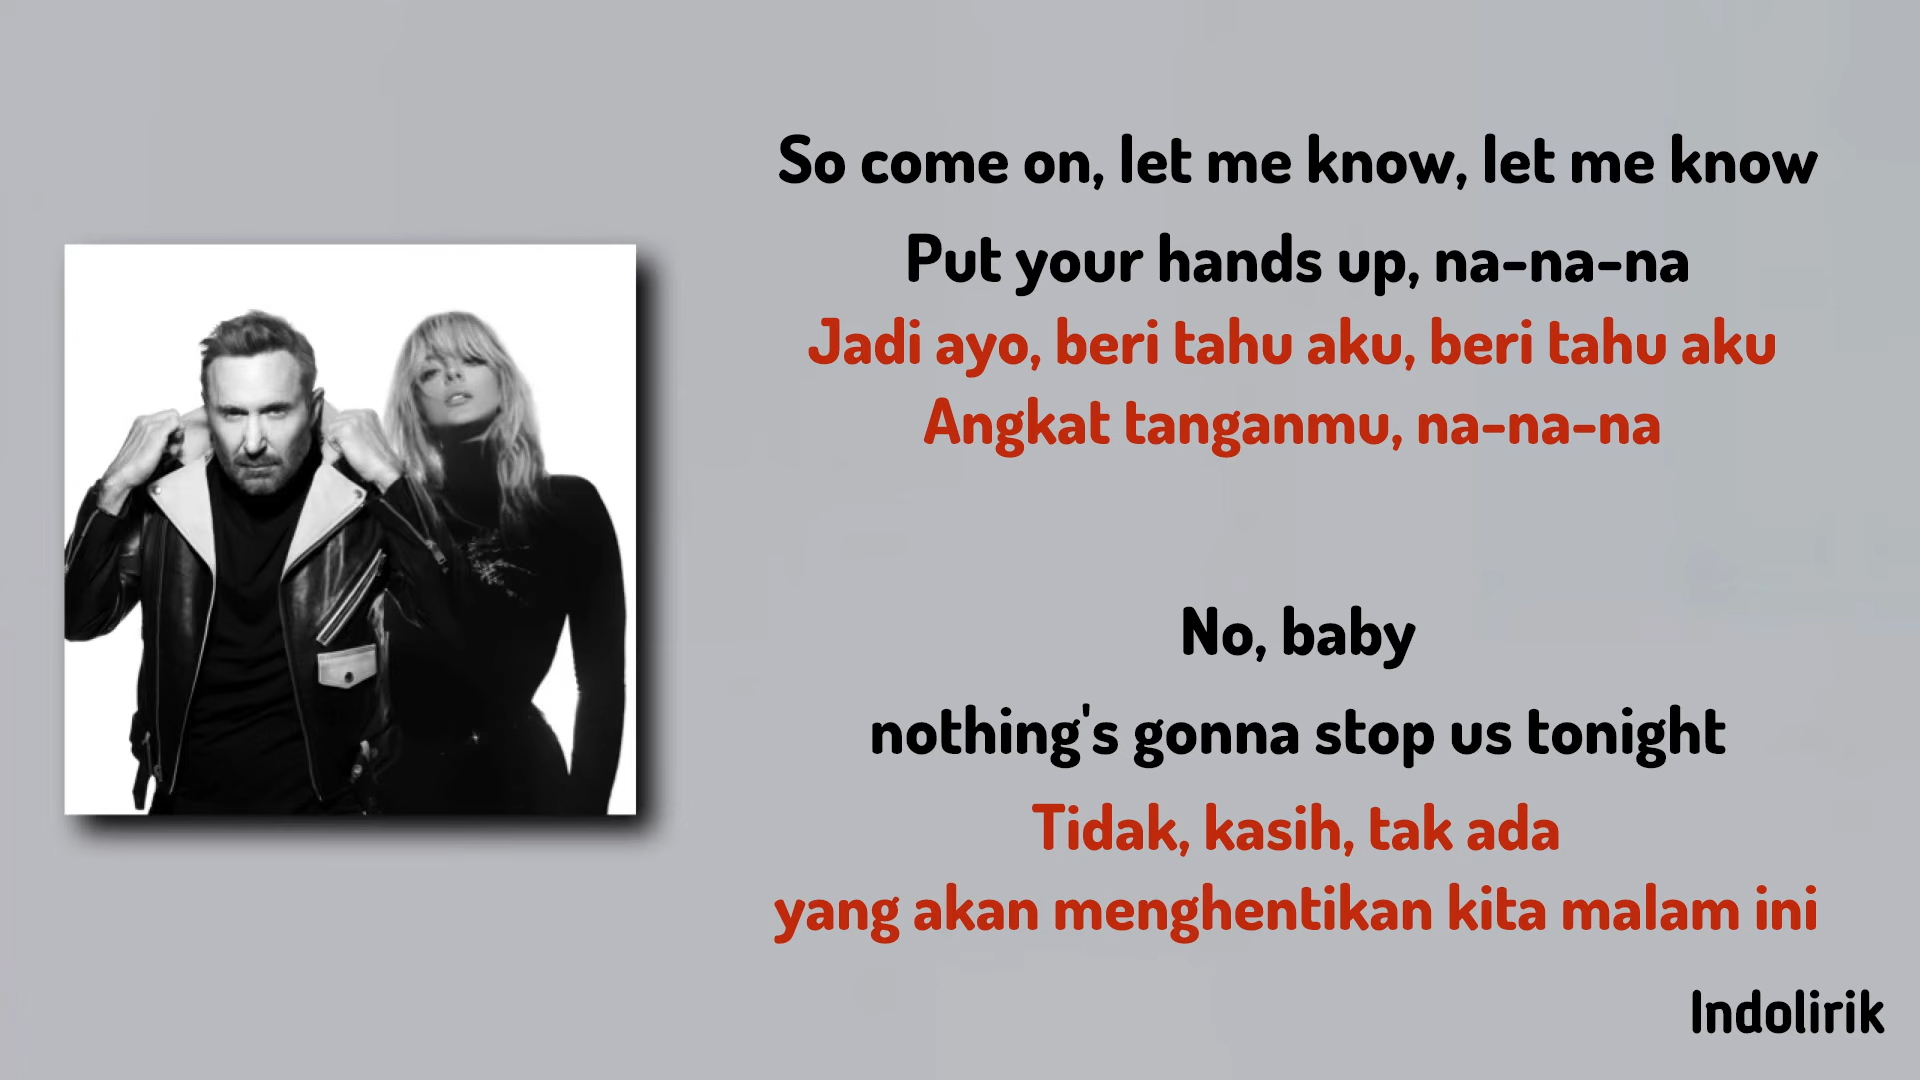 So come on, let me know, let me know
Put your hands up, na-na-na
Jadi ayo, beri tahu aku, beri tahu aku
Angkat tanganmu, na-na-na
No, baby
nothing's gonna stop us tonight
Tidak, kasih, tak ada
yang akan menghentikan kita malam ini
Indolirik